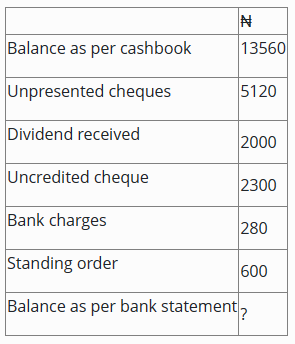 ₦
Balance as per cashbook 13560
Unpresented cheques 5120
Dividend received 2000
Uncredited cheque 2300
Bank charges 280
Standing order 600
Balance as per bank statement ?